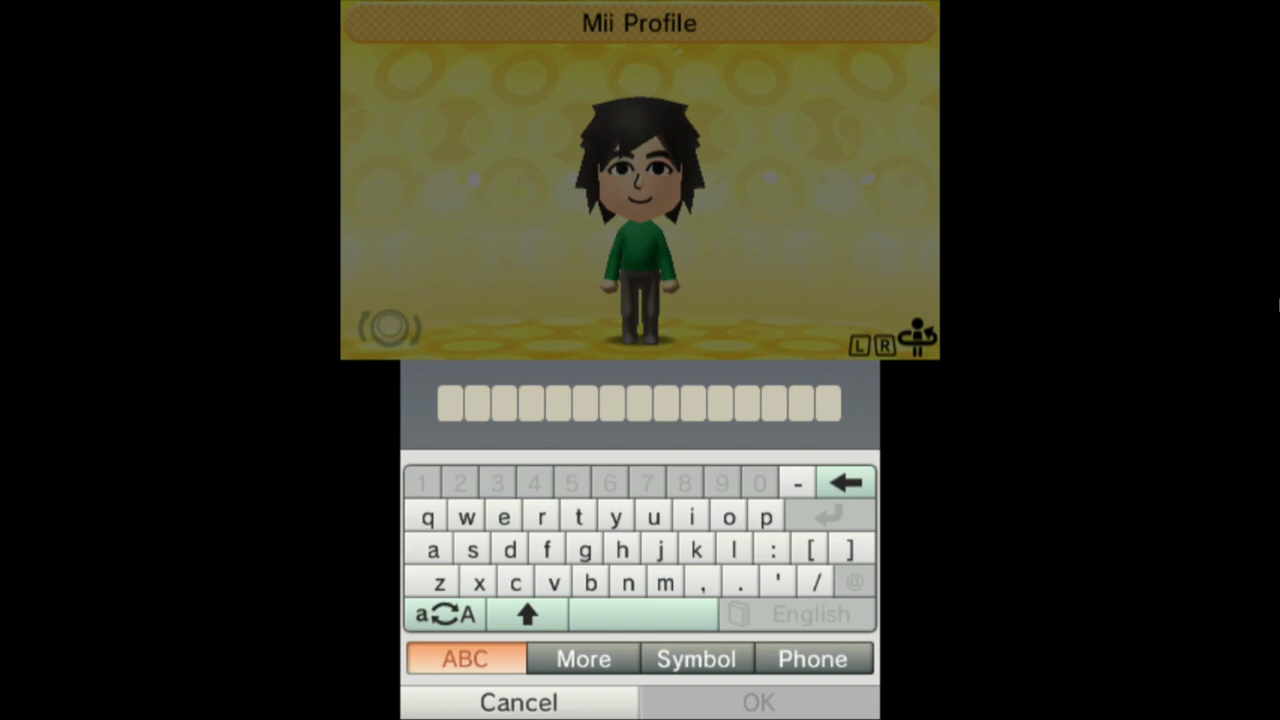 Mii Profile
L R
1 2 3 4 5 6 7 8 9 0 -
q w e r t y u i o p
a s d f g h j k l : [ ]
z x c v b n m , . ' / @
a A English
ABC More Symbol Phone
Cancel OK